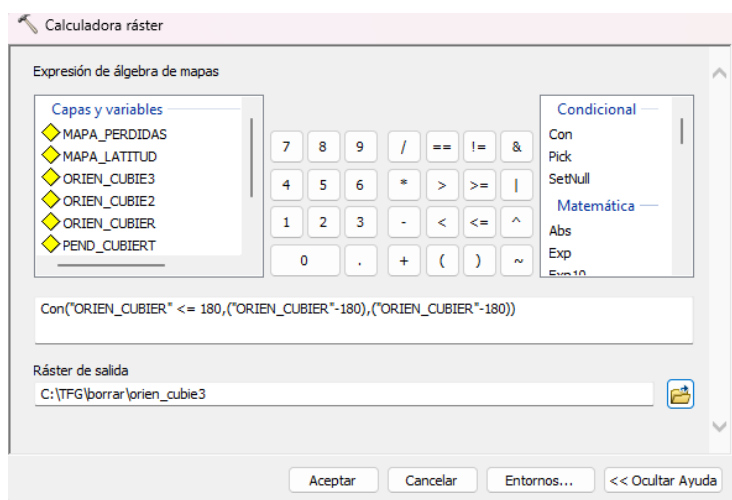 Calculadora ráster
Expresión de álgebra de mapas
Capas y variables
MAPA_PERDIDAS
MAPA_LATITUD
ORIEN_CUBIE3
ORIEN_CUBIE2
ORIEN_CUBIER
PEND_CUBIERT
7 8 9 / == != &
4 5 6 * > >= |
1 2 3 - < <= ^
0 . + ( ) ~
Condicional
Con
Pick
SetNull
Matemática
Abs
Exp
Exp10
Con("ORIEN_CUBIER" <= 180,("ORIEN_CUBIER"-180),("ORIEN_CUBIER"-180))
Ráster de salida
C:\TFG\borrar\orien_cubie3
Aceptar Cancelar Entornos... << Ocultar Ayuda